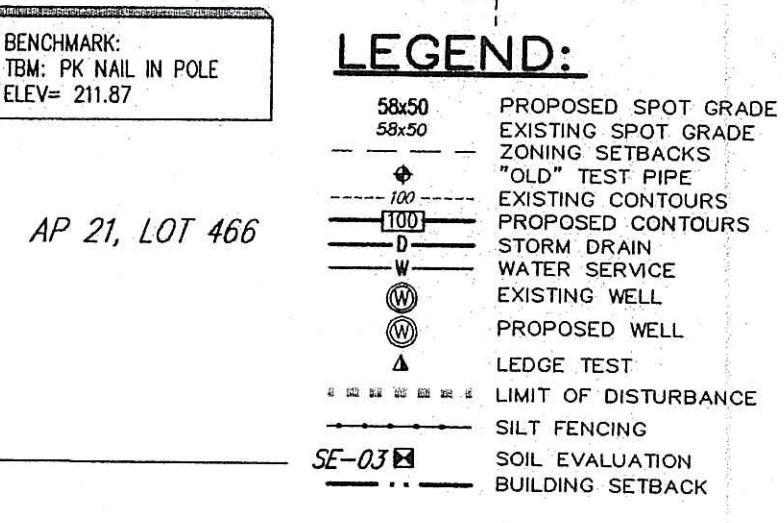 BENCHMARK:
TBM: PK NAIL IN POLE
ELEV= 211.87
LEGEND:
58x50 PROPOSED SPOT GRADE
58x50 EXISTING SPOT GRADE
ZONING SETBACKS
"OLD" TEST PIPE
100 EXISTING CONTOURS
100 PROPOSED CONTOURS
D STORM DRAIN
W WATER SERVICE
W EXISTING WELL
W PROPOSED WELL
LEDGE TEST
LIMIT OF DISTURBANCE
SILT FENCING
SE-03 SOIL EVALUATION
BUILDING SETBACK
AP 21, LOT 466